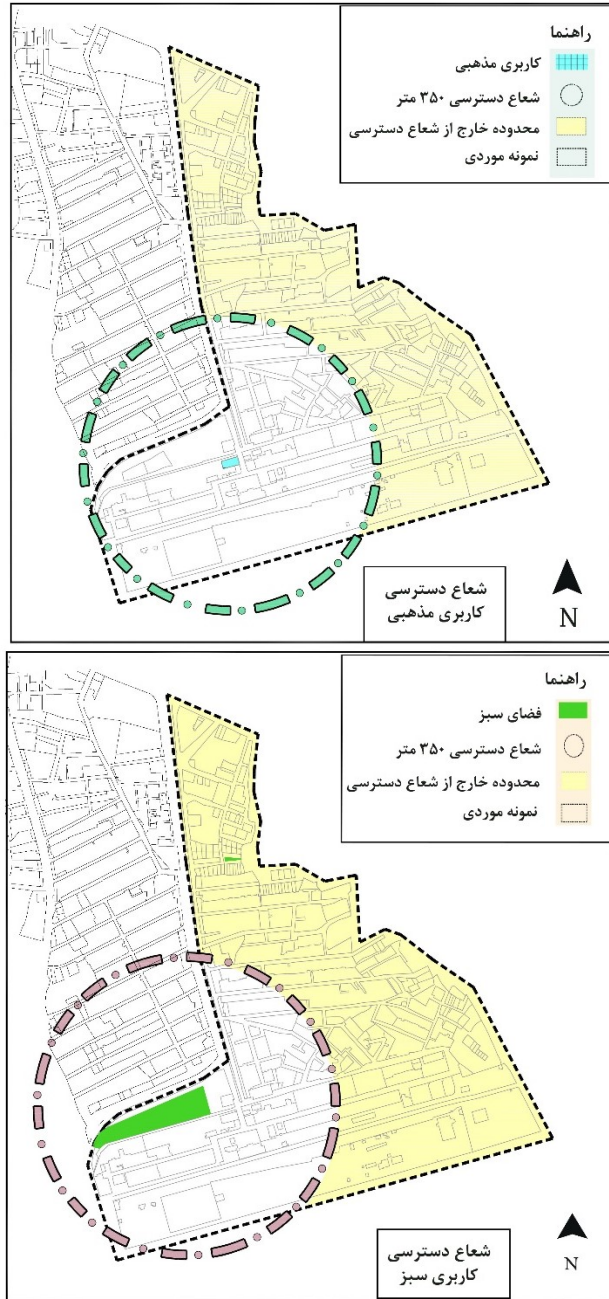 راهنما
کاربری مذهبی
شعاع دسترسی ۳۵۰ متر
محدوده خارج از شعاع دسترسی
نمونه موردی
شعاع دسترسی
کاربری مذهبی
N
راهنما
فضای سبز
شعاع دسترسی ۳۵۰ متر
محدوده خارج از شعاع دسترسی
نمونه موردی
شعاع دسترسی
کاربری سبز
N